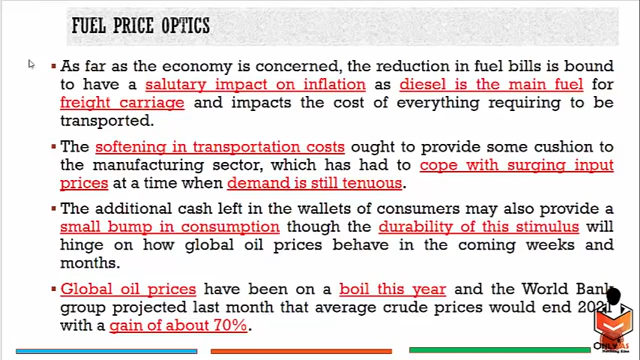 FUEL PRICE OPTICS
As far as the economy is concerned, the reduction in fuel bills is bound
to have a salutary impact on inflation as diesel is the main fuel for
freight carriage and impacts the cost of everything requiring to be
transported.
The softening in transportation costs ought to provide some cushion to
the manufacturing sector, which has had to cope with surging input
prices at a time when demand is still tenuous.
The additional cash left in the wallets of consumers may also provide a
small bump in consumption though the durability of this stimulus will
hinge on how global oil prices behave in the coming weeks and
months.
Global oil prices have been on a boil this year and the World Bank
group projected last month that average crude prices would end 2021
with a gain of about 70%.
ONLY IAS